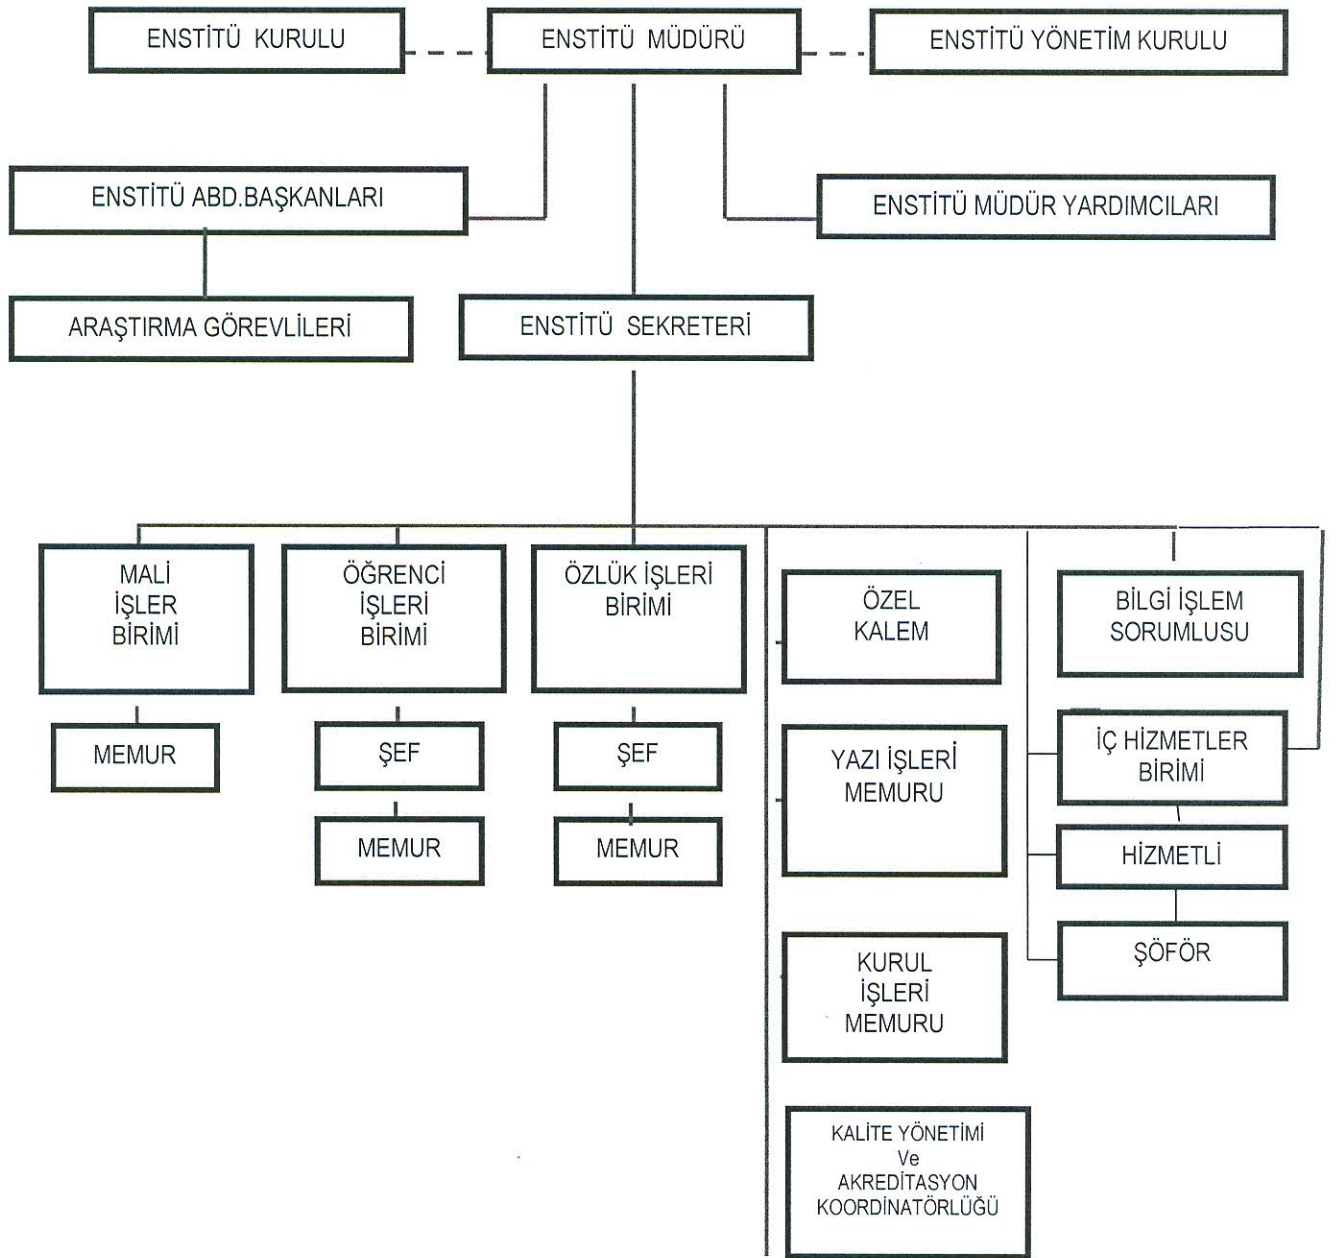 ENSTİTÜ KURULU
ENSTİTÜ MÜDÜRÜ
ENSTİTÜ YÖNETİM KURULU
ENSTİTÜ ABD.BAŞKANLARI
ENSTİTÜ MÜDÜR YARDIMCILARI
ARAŞTIRMA GÖREVLİLERİ
ENSTİTÜ SEKRETERİ
MALİ
İŞLER
BİRİMİ
ÖĞRENCİ
İŞLERİ
BİRİMİ
ÖZLÜK İŞLERİ
BİRİMİ
ÖZEL
KALEM
BİLGİ İŞLEM
SORUMLUSU
MEMUR
ŞEF
ŞEF
YAZI İŞLERİ
MEMURU
İÇ HİZMETLER
BİRİMİ
MEMUR
MEMUR
HİZMETLİ
KURUL
İŞLERİ
MEMURU
ŞÖFÖR
KALİTE YÖNETİMİ
Ve
AKREDİTASYON
KOORDİNATÖRLÜĞÜ